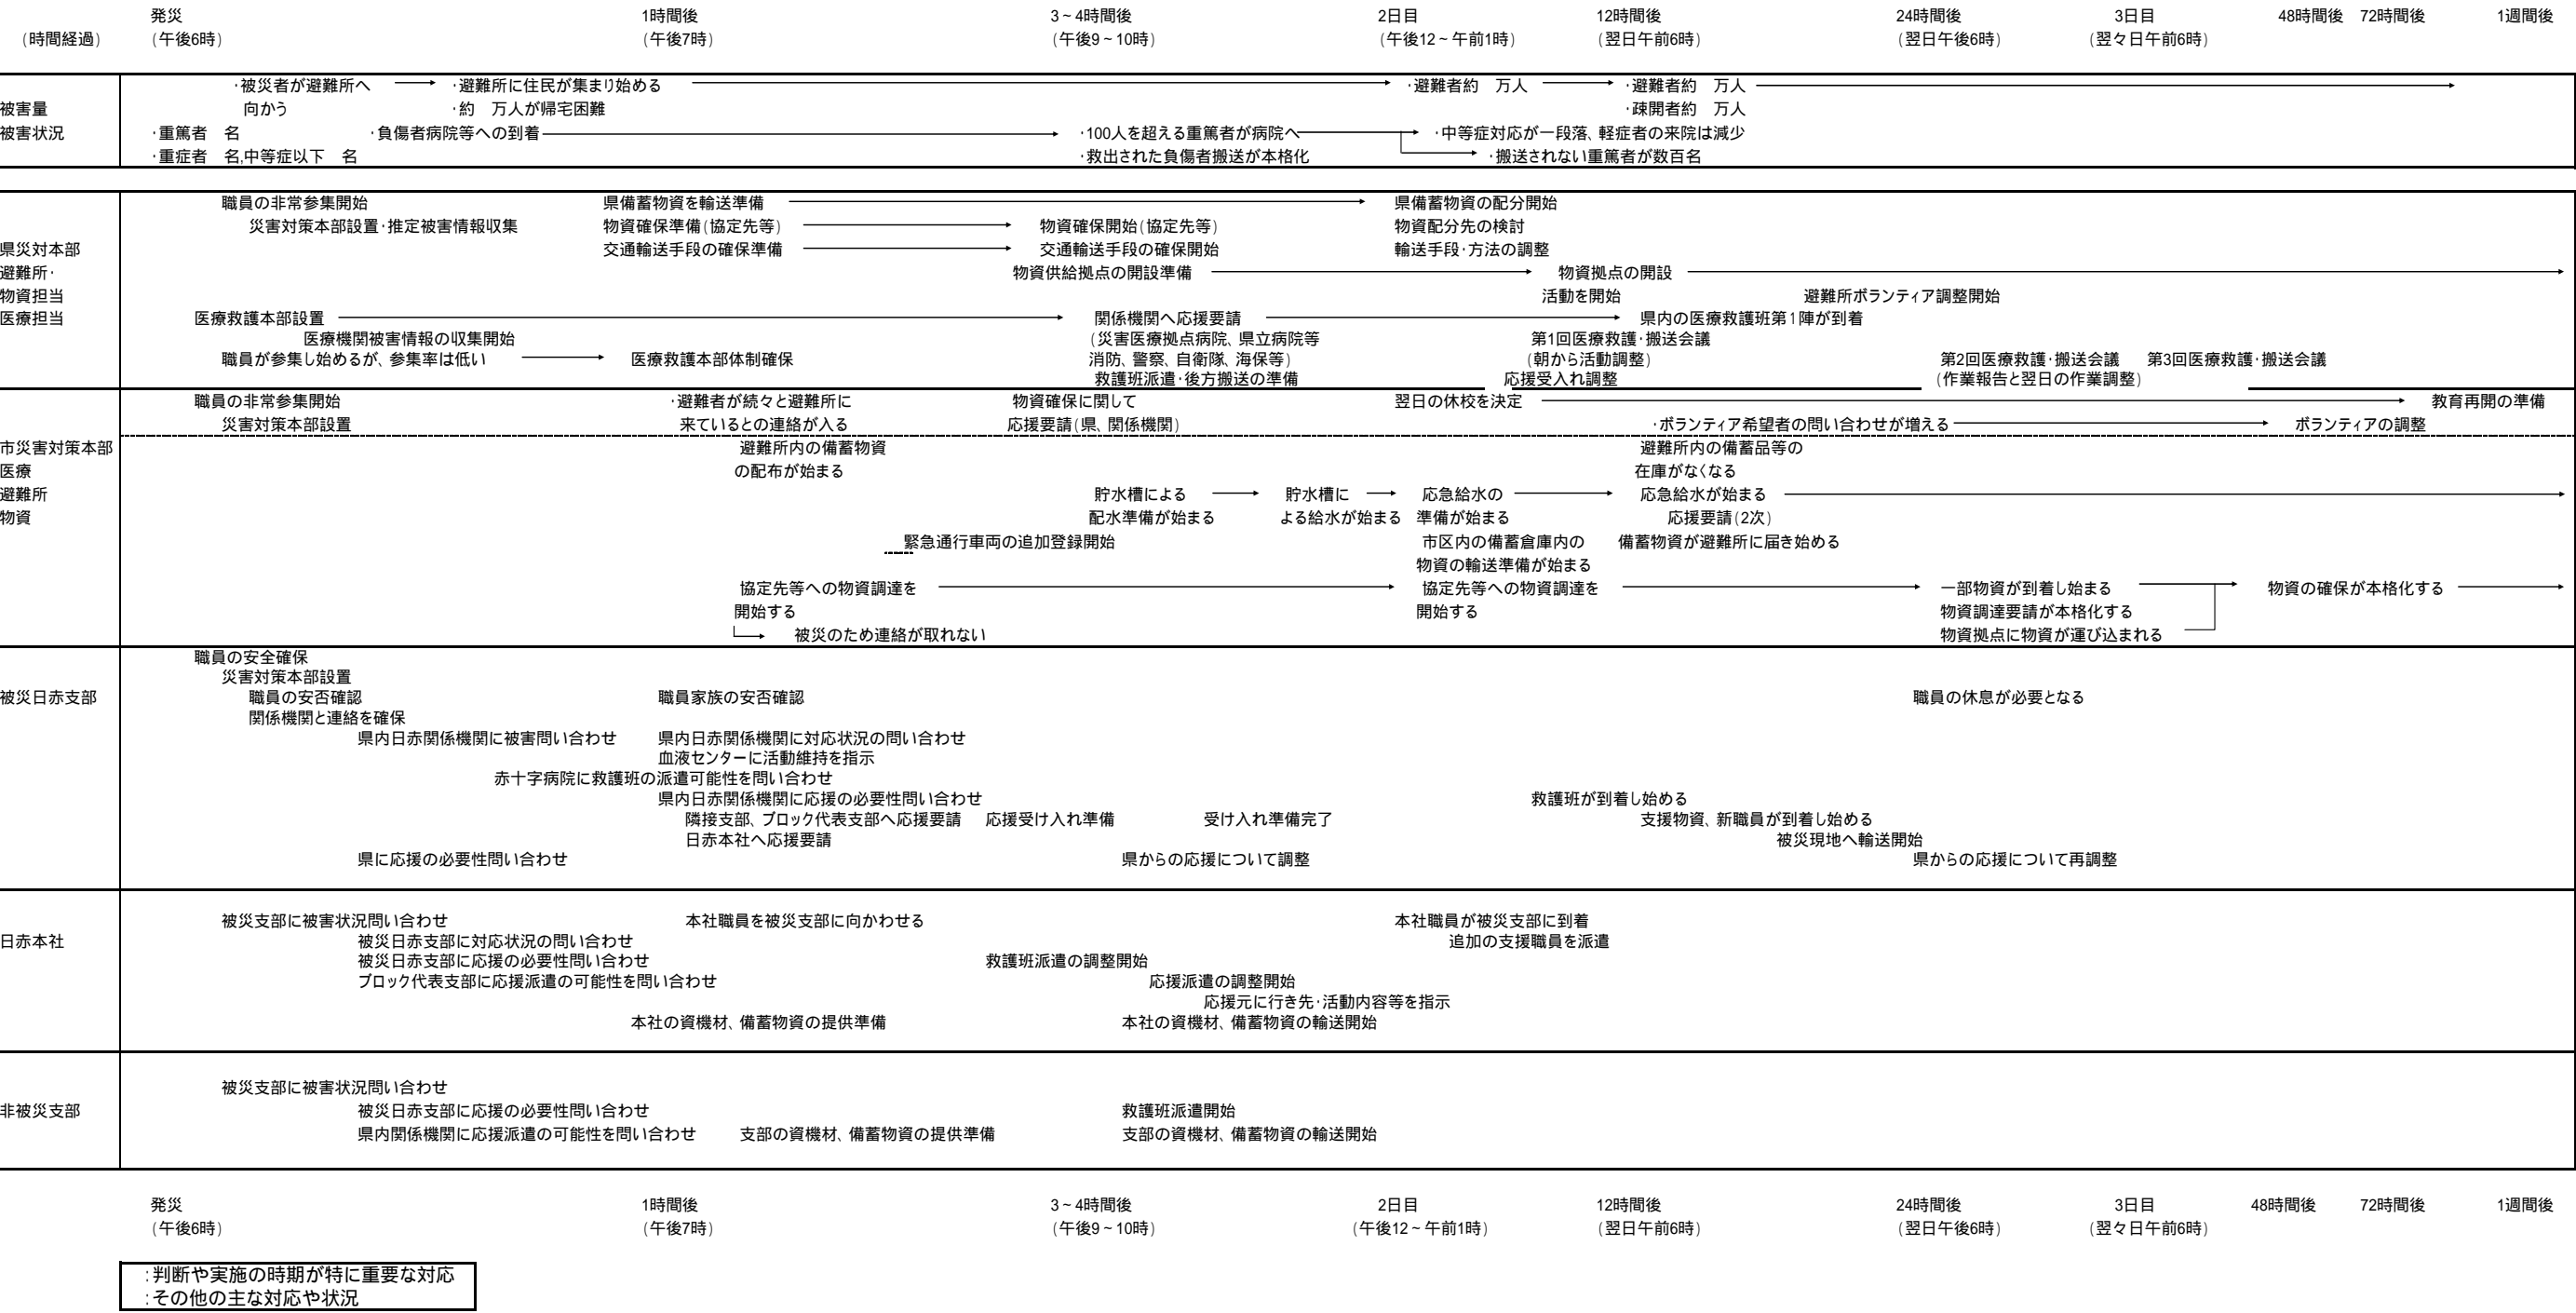 発災 1時間後 3～4時間後 2日目 12時間後 24時間後 3日目 48時間後 72時間後 1週間後
(時間経過) (午後6時) (午後7時) (午後9～10時) (午後12～午前1時) (翌日午前6時) (翌日午後6時) (翌々日午前6時)
・被災者が避難所へ ・避難所に住民が集まり始める ・避難者約　万人 ・避難者約　万人
被害量 向かう ・約　万人が帰宅困難 ・疎開者約　万人
被害状況 ・重篤者　名 ・負傷者病院等への到着 ・100人を超える重篤者が病院へ ・中等症対応が一段落、軽症者の来院は減少
・重症者　名,中等症以下　名 ・救出された負傷者搬送が本格化 ・搬送されない重篤者が数百名
職員の非常参集開始 県備蓄物資を輸送準備 県備蓄物資の配分開始
災害対策本部設置・推定被害情報収集 物資確保準備(協定先等) 物資確保開始(協定先等) 物資配分先の検討
県災対本部 交通輸送手段の確保準備 交通輸送手段の確保開始 輸送手段・方法の調整
避難所・ 物資供給拠点の開設準備 物資拠点の開設
物資担当 活動を開始 避難所ボランティア調整開始
医療担当 医療救護本部設置 関係機関へ応援要請 県内の医療救護班第1陣が到着
医療機関被害情報の収集開始 (災害医療拠点病院、県立病院等 第1回医療救護・搬送会議
職員が参集し始めるが、参集率は低い 医療救護本部体制確保 消防、警察、自衛隊、海保等) (朝から活動調整) 第2回医療救護・搬送会議 第3回医療救護・搬送会議
救護班派遣・後方搬送の準備 応援受入れ調整 (作業報告と翌日の作業調整)
職員の非常参集開始 ・避難者が続々と避難所に 物資確保に関して 翌日の休校を決定 教育再開の準備
災害対策本部設置 来ているとの連絡が入る 応援要請(県、関係機関) ・ボランティア希望者の問い合わせが増える ボランティアの調整
市災害対策本部 避難所内の備蓄物資 避難所内の備蓄品等の
医療 の配布が始まる 在庫がなくなる
避難所 貯水槽による 貯水槽に 応急給水の 応急給水が始まる
物資 配水準備が始まる よる給水が始まる 準備が始まる 応援要請(2次)
緊急通行車両の追加登録開始 市区内の備蓄倉庫内の 備蓄物資が避難所に届き始める
物資の輸送準備が始まる
協定先等への物資調達を 協定先等への物資調達を 一部物資が到着し始まる 物資の確保が本格化する
開始する 開始する 物資調達要請が本格化する
被災のため連絡が取れない 物資拠点に物資が運び込まれる
職員の安全確保
災害対策本部設置
被災日赤支部 職員の安否確認 職員家族の安否確認 職員の休息が必要となる
関係機関と連絡を確保
県内日赤関係機関に被害問い合わせ 県内日赤関係機関に対応状況の問い合わせ
血液センターに活動維持を指示
赤十字病院に救護班の派遣可能性を問い合わせ
県内日赤関係機関に応援の必要性問い合わせ 救護班が到着し始める
隣接支部、ブロック代表支部へ応援要請 応援受け入れ準備 受け入れ準備完了 支援物資、新職員が到着し始める
日赤本社へ応援要請 被災現地へ輸送開始
県に応援の必要性問い合わせ 県からの応援について調整 県からの応援について再調整
被災支部に被害状況問い合わせ 本社職員を被災支部に向かわせる 本社職員が被災支部に到着
日赤本社 被災日赤支部に対応状況の問い合わせ 追加の支援職員を派遣
被災日赤支部に応援の必要性問い合わせ 救護班派遣の調整開始
ブロック代表支部に応援派遣の可能性を問い合わせ 応援派遣の調整開始
応援元に行き先・活動内容等を指示
本社の資機材、備蓄物資の提供準備 本社の資機材、備蓄物資の輸送開始
被災支部に被害状況問い合わせ
非被災支部 被災日赤支部に応援の必要性問い合わせ 救護班派遣開始
県内関係機関に応援派遣の可能性を問い合わせ 支部の資機材、備蓄物資の提供準備 支部の資機材、備蓄物資の輸送開始
発災 1時間後 3～4時間後 2日目 12時間後 24時間後 3日目 48時間後 72時間後 1週間後
(午後6時) (午後7時) (午後9～10時) (午後12～午前1時) (翌日午前6時) (翌日午後6時) (翌々日午前6時)
:判断や実施の時期が特に重要な対応
:その他の主な対応や状況